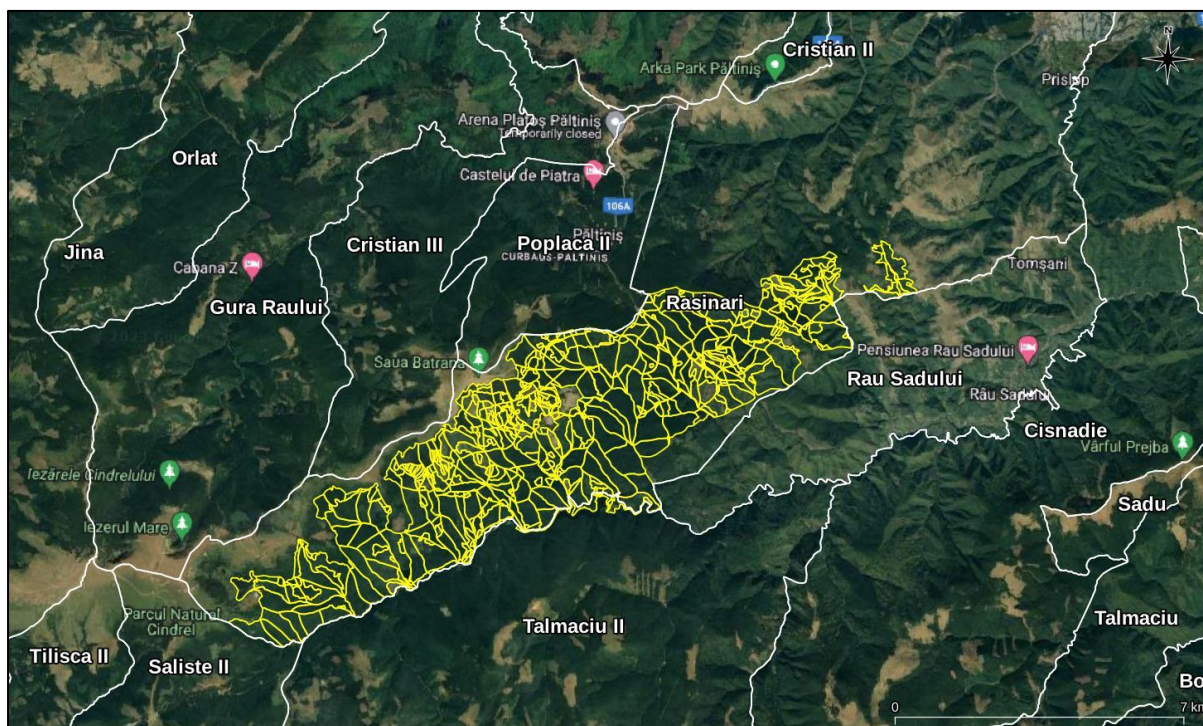 N
Cristian II
Arka Park Păltiniș
Prislop
Arena Platoș Păltiniș
Temporarily closed
Orlat
Castelul de Piatra
106A
Păltiniș
Jina
Cristian III
Poplaca II
CURBAGS-PALTINIS
Cabana Z
Tomșani
Gura Raului
Rasinari
Saua Batrana
Pensiunea Rau Sadului
Rau Sadului
Râu Sadului
Cisnadie
Vârful Prejba
Iezărele Cindrelului
Sadu
Iezerul Mare
Parcul Natural
Cindrel
Talmaciu II
Talmaciu
Tilisca II
Saliste II
Bo
0 7 km